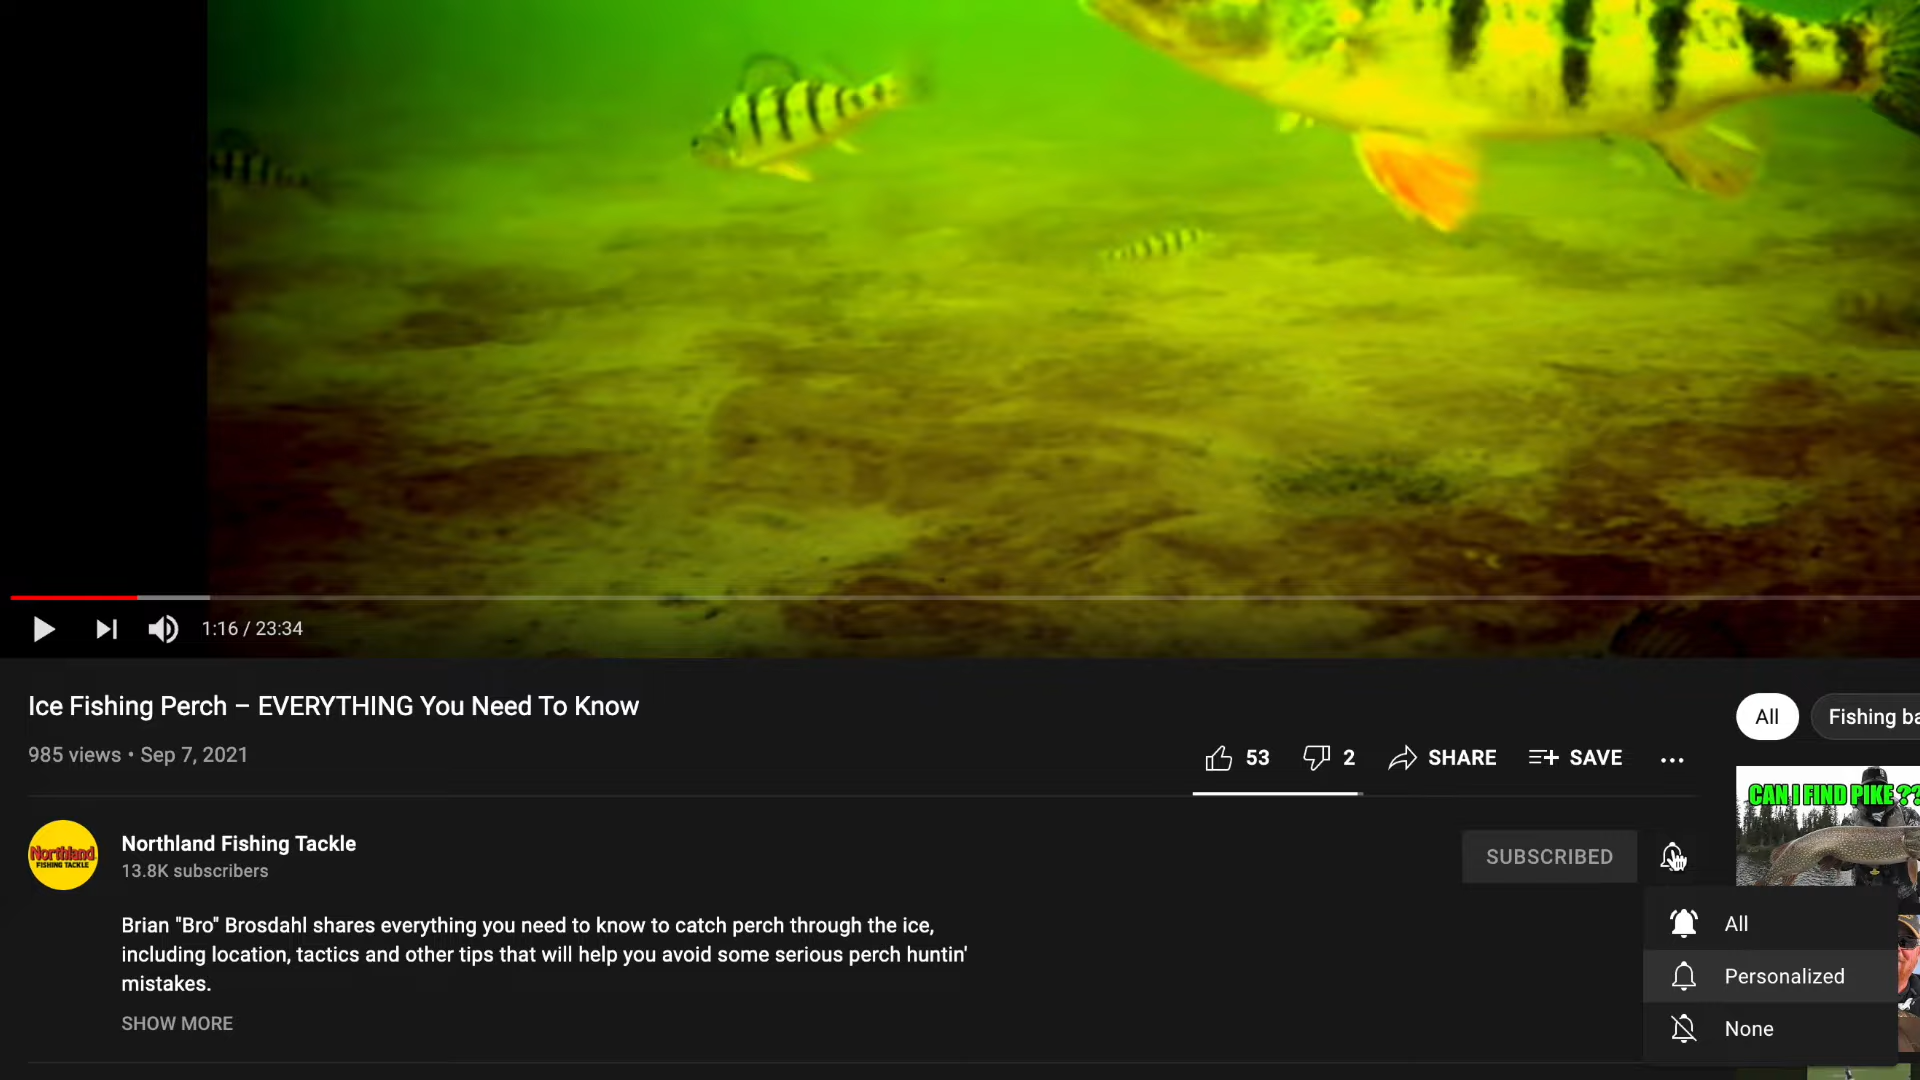 1:16 / 23:34
Ice Fishing Perch – EVERYTHING You Need To Know
985 views • Sep 7, 2021
53
2
SHARE
SAVE
All
Fishing ba
CAN I FIND PIKE ??
Northland
FISHING TACKLE
Northland Fishing Tackle
13.8K subscribers
SUBSCRIBED
Brian "Bro" Brosdahl shares everything you need to know to catch perch through the ice,
including location, tactics and other tips that will help you avoid some serious perch huntin'
mistakes.
SHOW MORE
All
Personalized
None